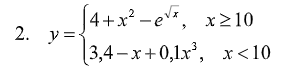 2. y = { 4 + x² − e^{√x}, x ≥ 10
3,4 − x + 0,1x³, x < 10